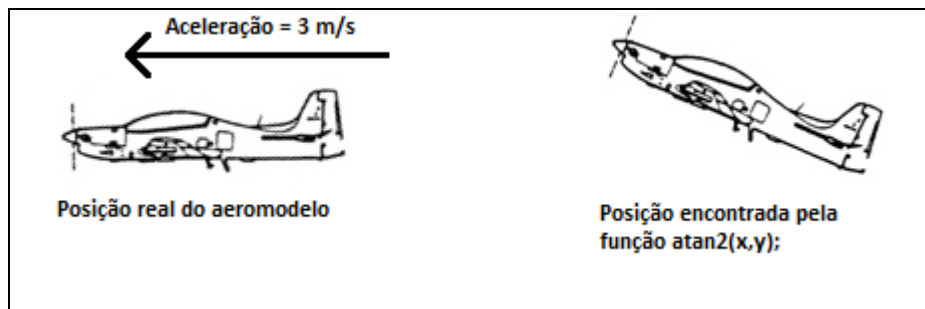 Aceleração = 3 m/s
Posição real do aeromodelo
Posição encontrada pela
função atan2(x,y);